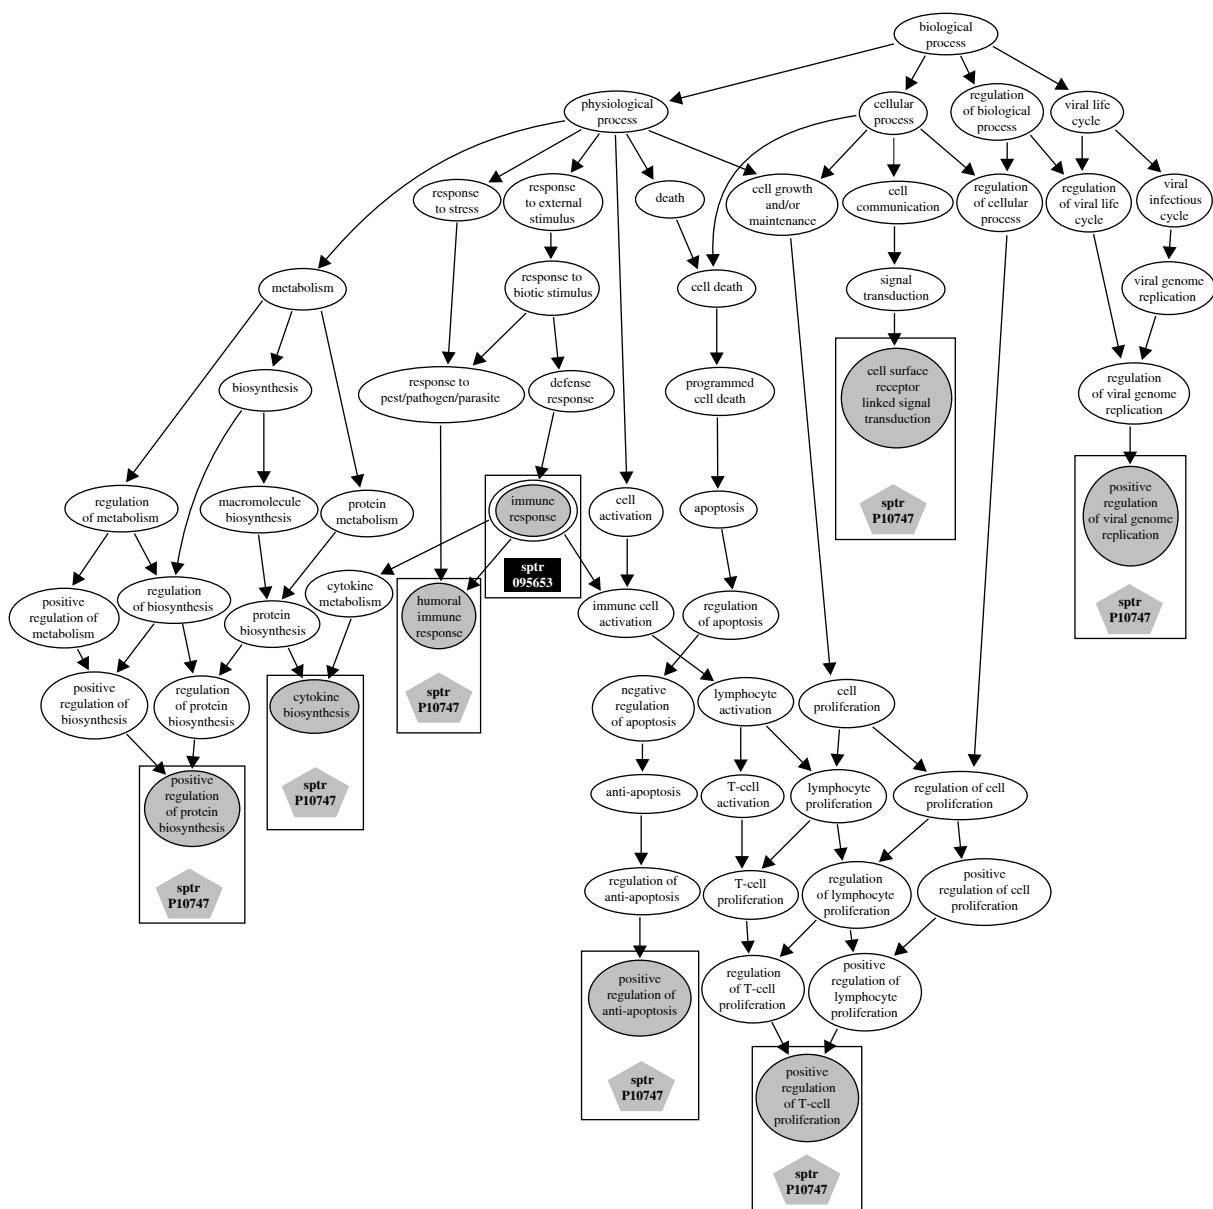 biological
process
physiological
process
cellular
process
regulation
of biological
process
viral life
cycle
response
to stress
response
to external
stimulus
death
cell growth
and/or
maintenance
cell
communication
regulation
of cellular
process
regulation
of viral life
cycle
viral
infectious
cycle
metabolism
response to
biotic stimulus
cell death
signal
transduction
viral genome
replication
biosynthesis
response to
pest/pathogen/parasite
defense
response
programmed
cell death
cell surface
receptor
linked signal
transduction
sptr
P10747
regulation
of viral genome
replication
regulation
of metabolism
macromolecule
biosynthesis
protein
metabolism
immune
response
sptr
095653
cell
activation
apoptosis
positive
regulation
of viral genome
replication
sptr
P10747
positive
regulation of
metabolism
regulation
of biosynthesis
protein
biosynthesis
cytokine
metabolism
humoral
immune
response
sptr
P10747
immune cell
activation
regulation
of apoptosis
positive
regulation of
biosynthesis
regulation
of protein
biosynthesis
cytokine
biosynthesis
sptr
P10747
negative
regulation
of apoptosis
lymphocyte
activation
cell
proliferation
positive
regulation
of protein
biosynthesis
sptr
P10747
anti-apoptosis
T-cell
activation
lymphocyte
proliferation
regulation of cell
proliferation
regulation of
anti-apoptosis
T-cell
proliferation
regulation
of lymphocyte
proliferation
positive
regulation of cell
proliferation
positive
regulation of
anti-apoptosis
sptr
P10747
regulation
of T-cell
proliferation
positive
regulation of
lymphocyte
proliferation
positive
regulation
of T-cell
proliferation
sptr
P10747